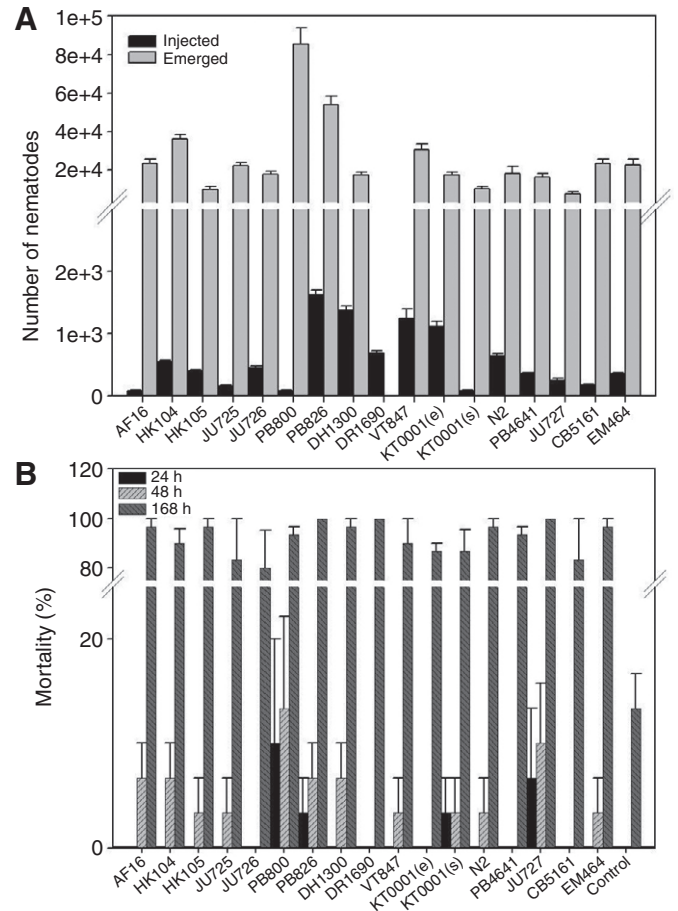 A
Number of nematodes
1e+5
8e+4
6e+4
4e+4
2e+4
2e+3
1e+3
0
Injected
Emerged
AF16 HK104 HK105 JU725 JU726 PB800 PB826 DH1300 DR1690 VT847 KT0001(e) KT0001(s) N2 PB4641 JU727 CB5161 EM464
B
Mortality (%)
120
100
80
20
0
24 h
48 h
168 h
AF16 HK104 HK105 JU725 JU726 PB800 PB826 DH1300 DR1690 VT847 KT0001(e) KT0001(s) N2 PB4641 JU727 CB5161 EM464 Control